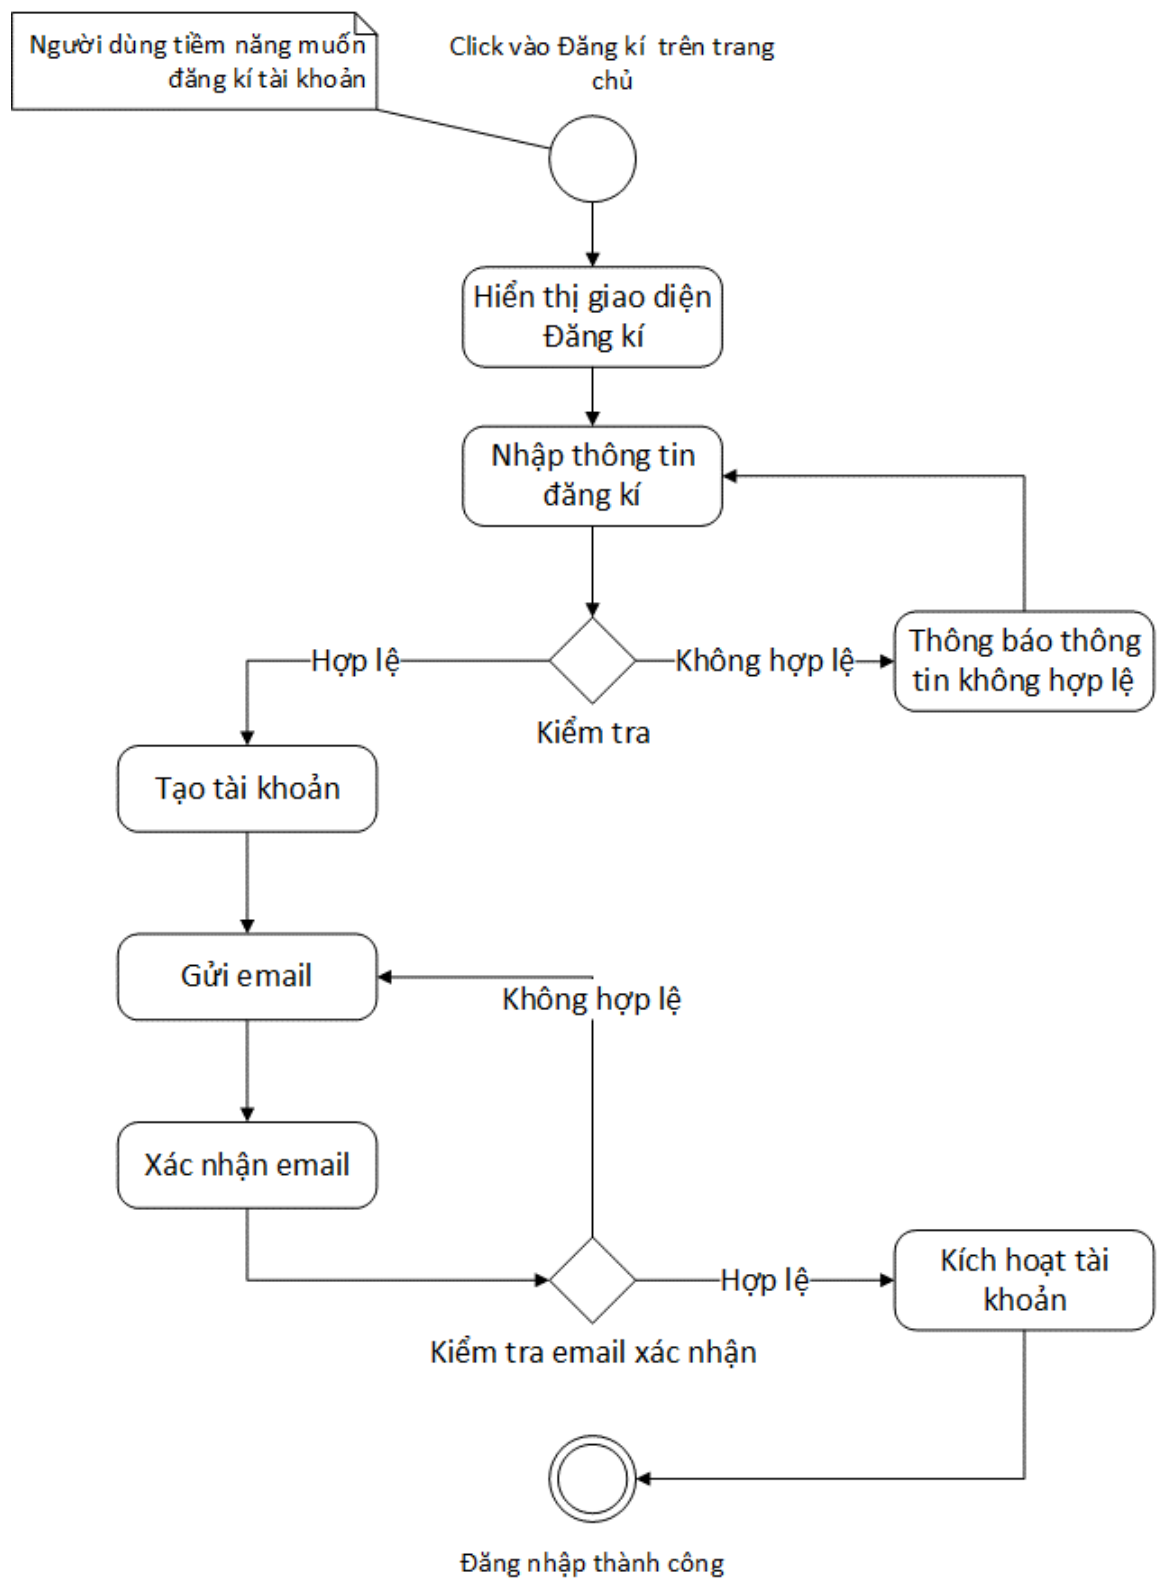 Người dùng tiềm năng muốn
đăng kí tài khoản
Click vào Đăng kí trên trang
chủ
Hiển thị giao diện
Đăng kí
Nhập thông tin
đăng kí
Hợp lệ
Không hợp lệ
Thông báo thông
tin không hợp lệ
Kiểm tra
Tạo tài khoản
Gửi email
Không hợp lệ
Xác nhận email
Hợp lệ
Kích hoạt tài
khoản
Kiểm tra email xác nhận
Đăng nhập thành công